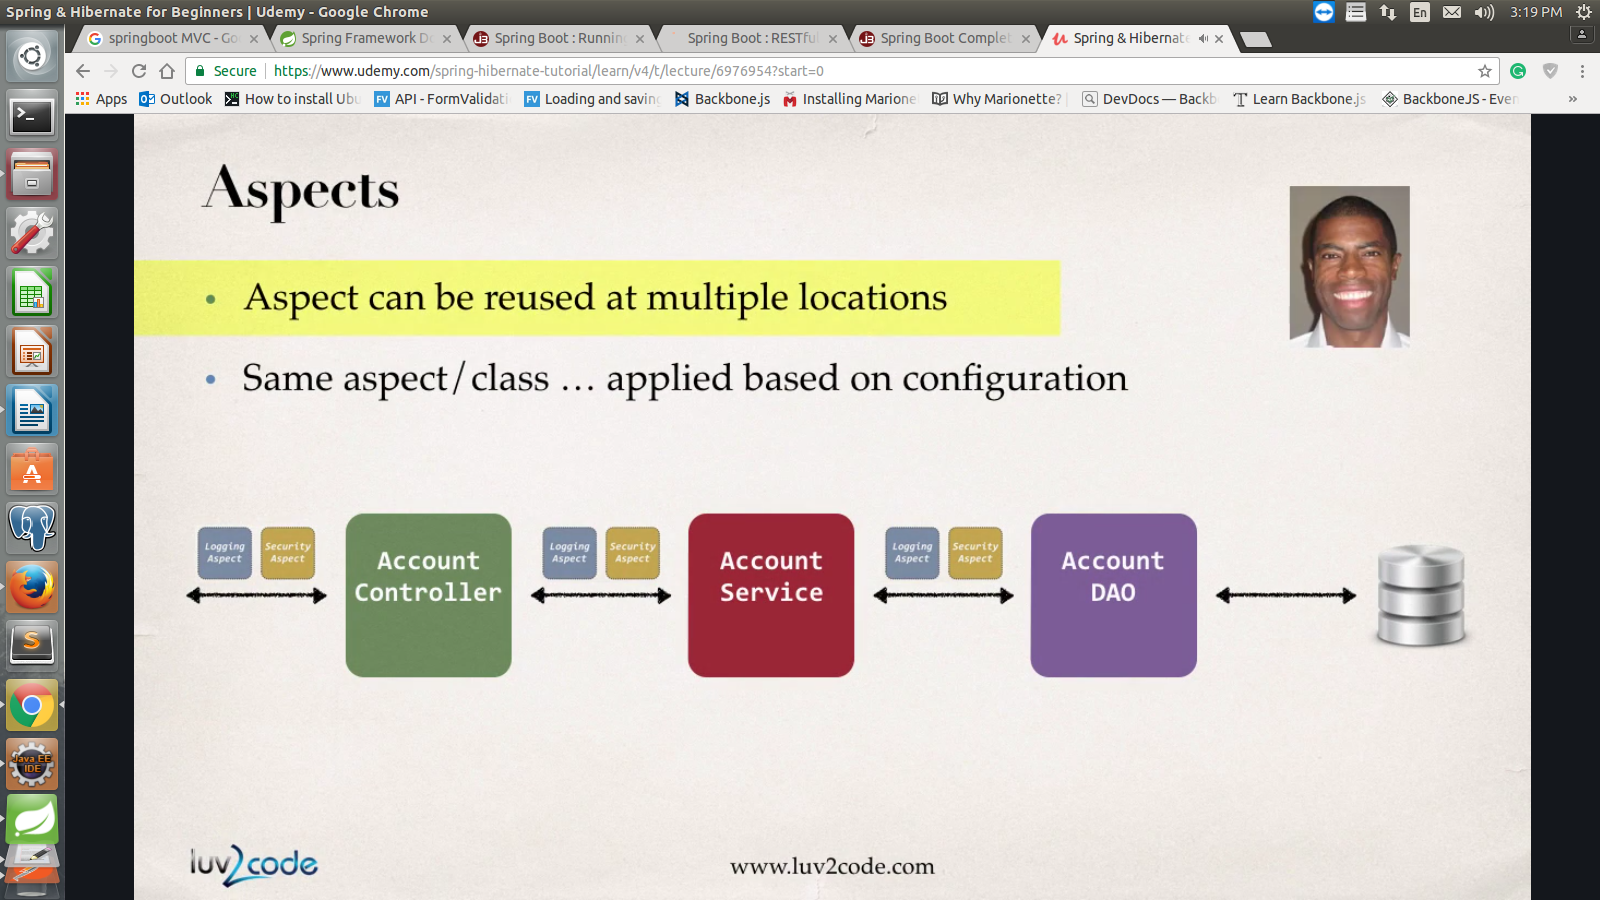 Spring & Hibernate for Beginners | Udemy - Google Chrome
En
3:19 PM
springboot MVC - Go
Spring Framework Do
Spring Boot : Runnin
Spring Boot : RESTfu
Spring Boot Complet
Spring & Hibernate
Secure
https://www.udemy.com/spring-hibernate-tutorial/learn/v4/t/lecture/6976954?start=0
Apps
Outlook
How to install Ubu
FV API - FormValidati
FV Loading and saving
Backbone.js
Installing Marione
Why Marionette?
DevDocs — Backb
Learn Backbone.js
BackboneJS - Ever
»
Aspects
• Aspect can be reused at multiple locations
• Same aspect/class … applied based on configuration
Logging
Aspect
Security
Aspect
Account
Controller
Logging
Aspect
Security
Aspect
Account
Service
Logging
Aspect
Security
Aspect
Account
DAO
Java EE
IDE
luv2code
www.luv2code.com